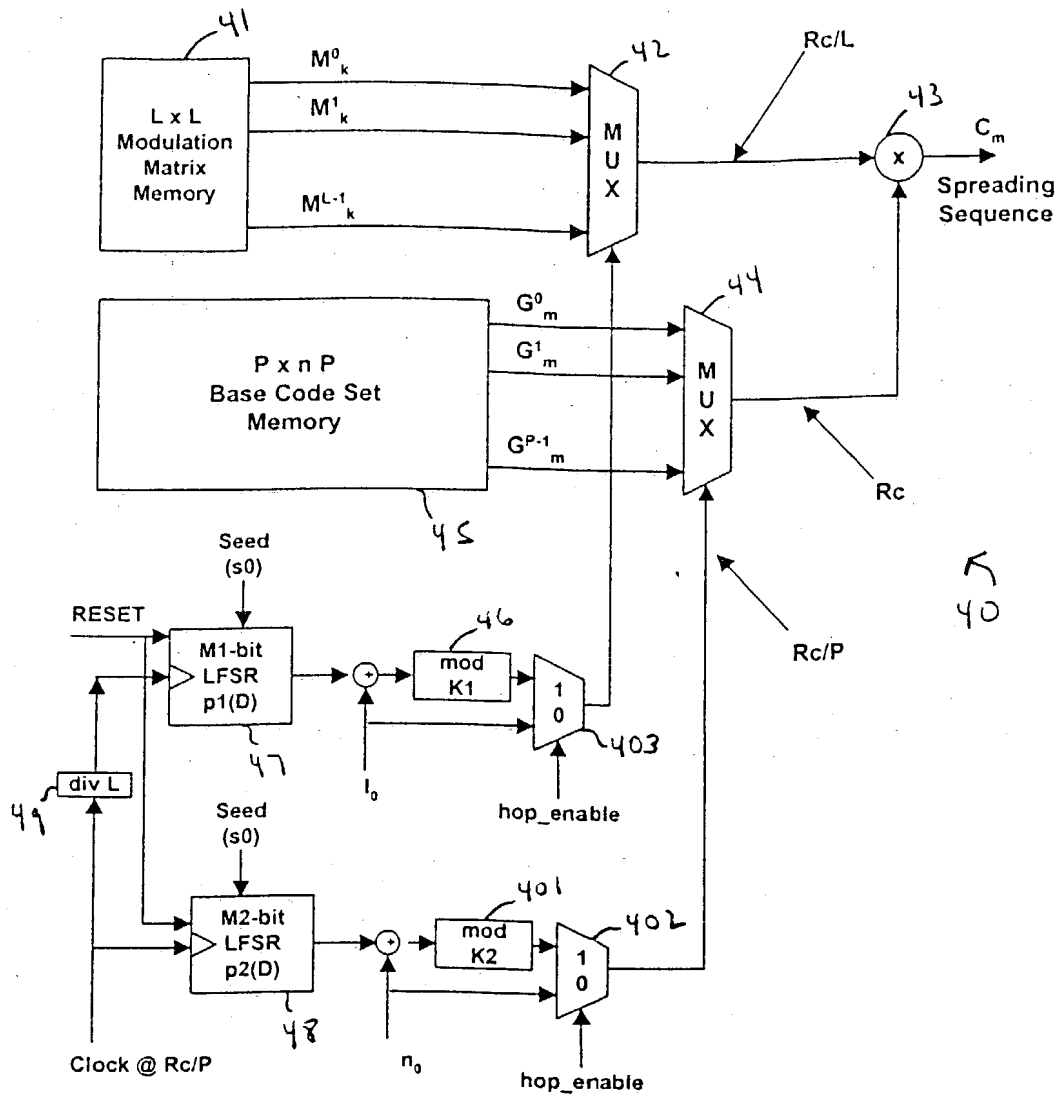 41
L x L
Modulation
Matrix
Memory
M⁰ₖ
M¹ₖ
M^L-1ₖ
42
MUX
Rc/L
43
x
Cₘ
Spreading
Sequence
P x n P
Base Code Set
Memory
45
G⁰ₘ
G¹ₘ
G^P-1ₘ
44
MUX
Rc
Rc/P
40
Seed
(s0)
RESET
M1-bit
LFSR
p1(D)
47
+
46
mod
K1
1
0
403
l₀
hop_enable
div L
49
Seed
(s0)
M2-bit
LFSR
p2(D)
48
+
401
mod
K2
1
0
402
n₀
hop_enable
Clock @ Rc/P